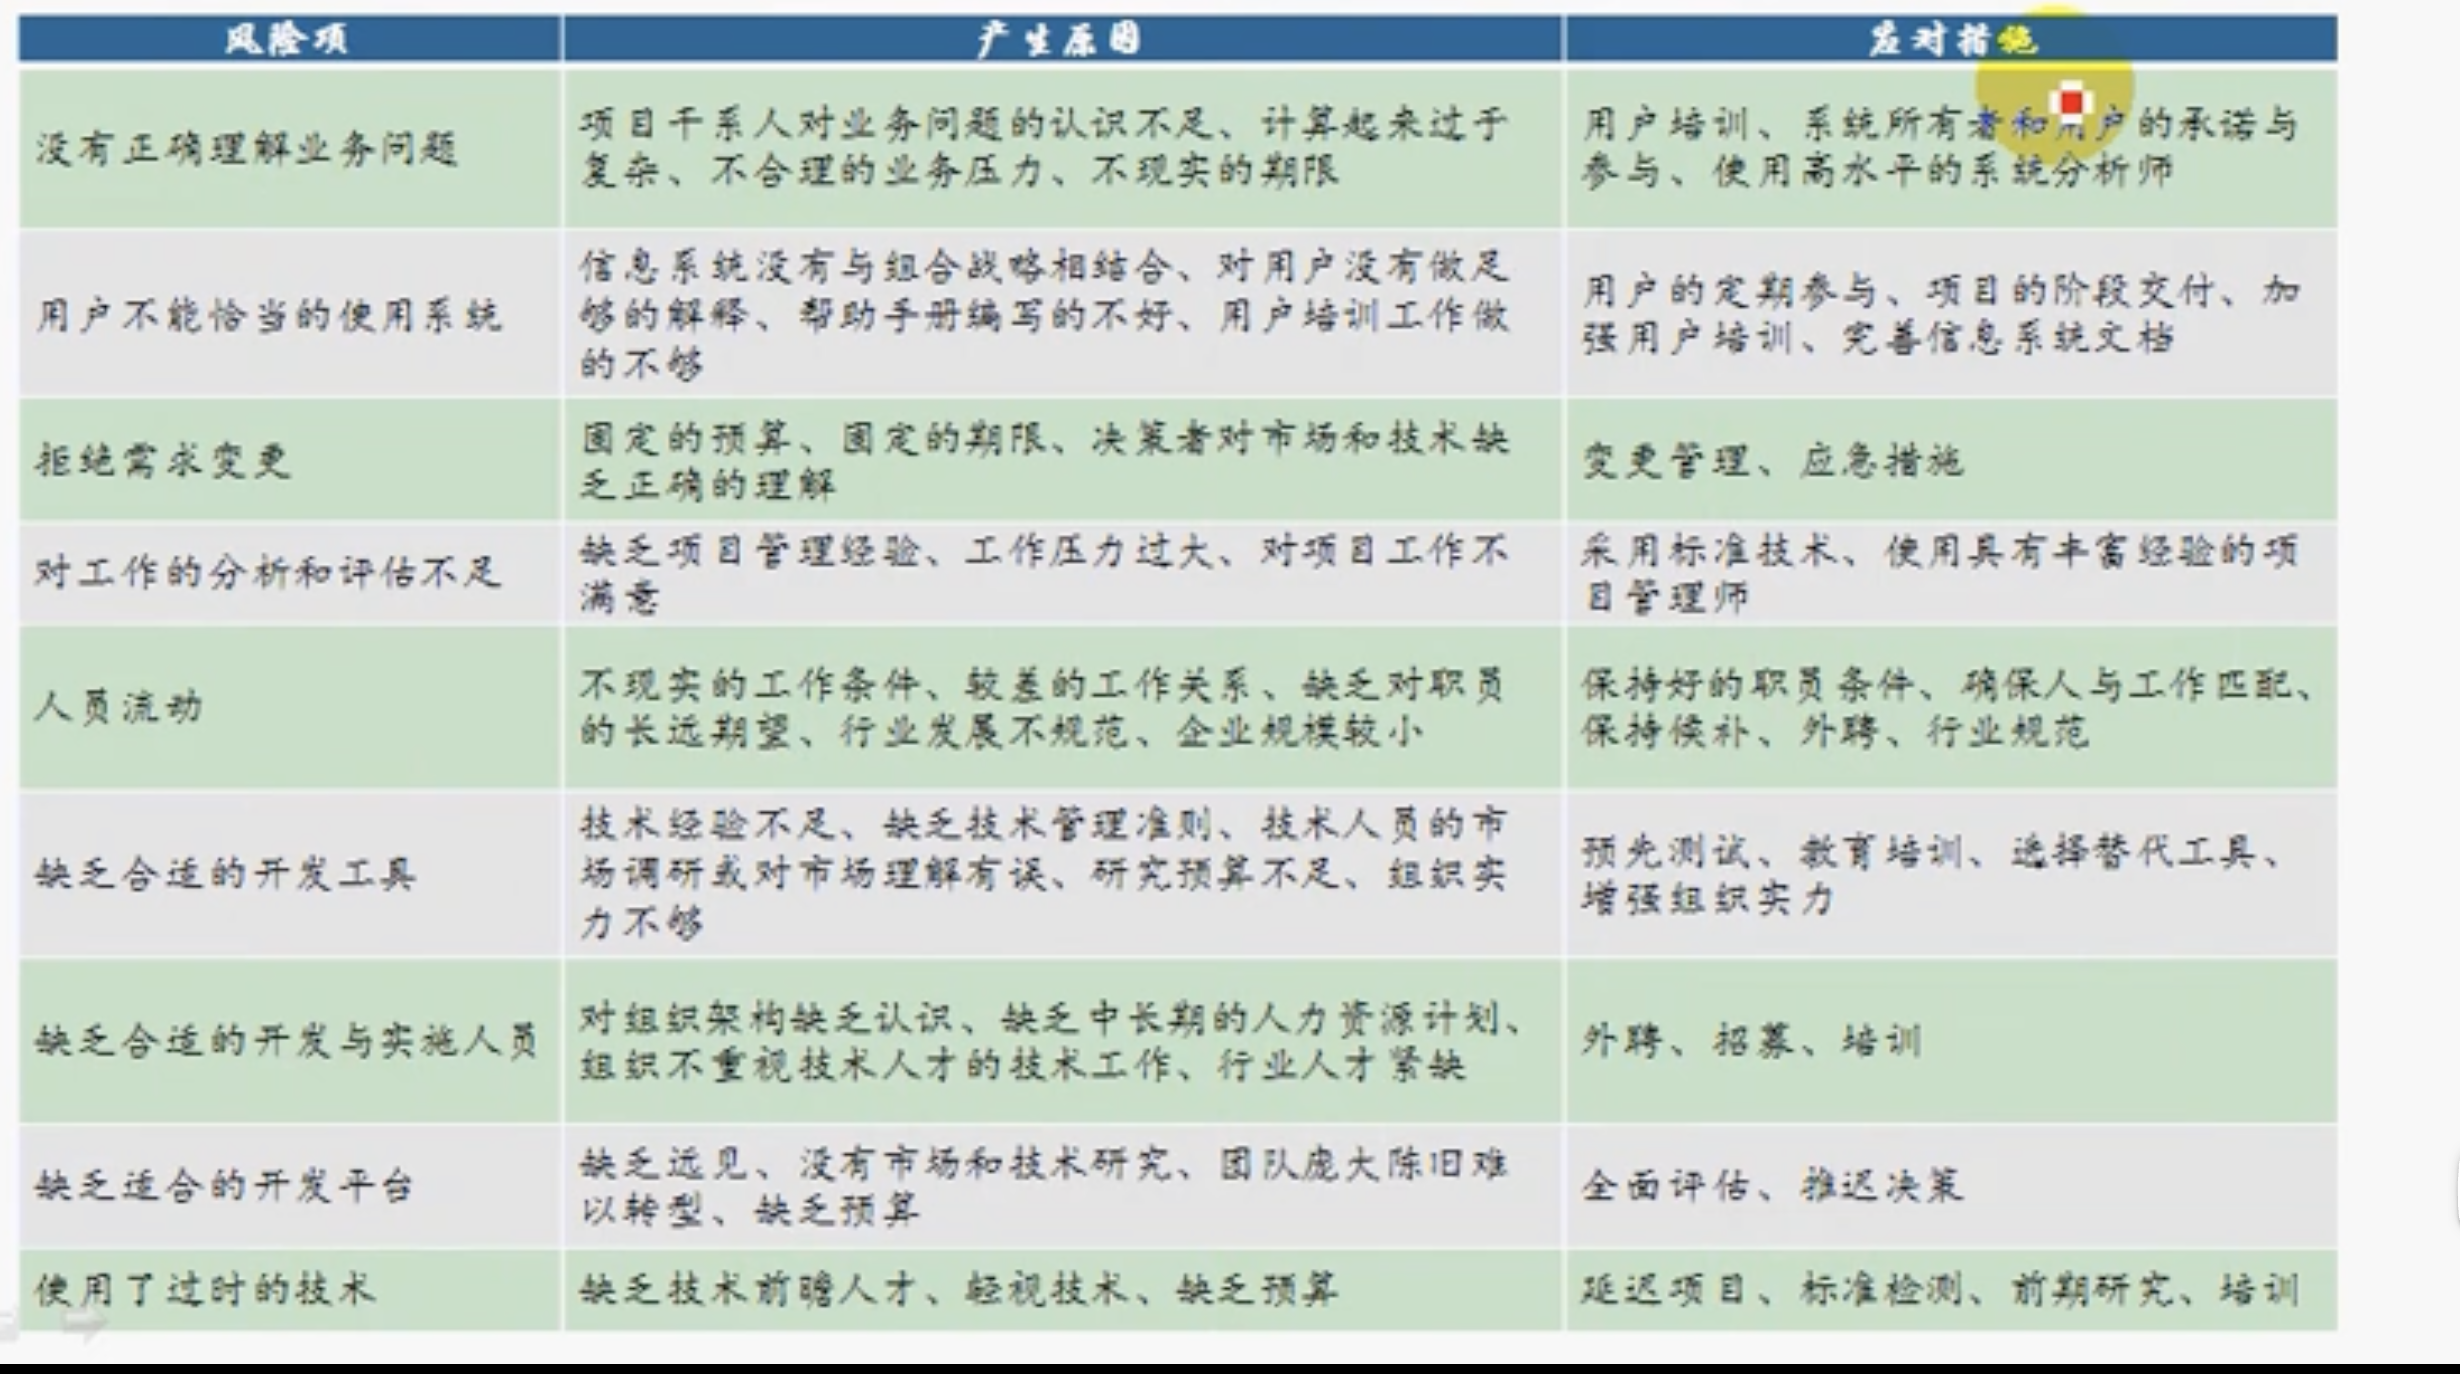 风险项
产生原因
应对措施
没有正确理解业务问题
项目干系人对业务问题的认识不足、计算起来过于
复杂、不合理的业务压力、不现实的期限
用户培训、系统所有者和用户的承诺与
参与、使用高水平的系统分析师
用户不能恰当的使用系统
信息系统没有与组合战略相结合、对用户没有做足
够的解释、帮助手册编写的不好、用户培训工作做
的不够
用户的定期参与、项目的阶段交付、加
强用户培训、完善信息系统文档
拒绝需求变更
固定的预算、固定的期限、决策者对市场和技术缺
乏正确的理解
变更管理、应急措施
对工作的分析和评估不足
缺乏项目管理经验、工作压力过大、对项目工作不
满意
采用标准技术、使用具有丰富经验的项
目管理师
人员流动
不现实的工作条件、较差的工作关系、缺乏对职员
的长远期望、行业发展不规范、企业规模较小
保持好的职员条件、确保人与工作匹配、
保持候补、外聘、行业规范
缺乏合适的开发工具
技术经验不足、缺乏技术管理准则、技术人员的市
场调研或对市场理解有误、研究预算不足、组织实
力不够
预先测试、教育培训、选择替代工具、
增强组织实力
缺乏合适的开发与实施人员
对组织架构缺乏认识、缺乏中长期的人力资源计划、
组织不重视技术人才的技术工作、行业人才紧缺
外聘、招募、培训
缺乏适合的开发平台
缺乏远见、没有市场和技术研究、团队庞大陈旧难
以转型、缺乏预算
全面评估、推迟决策
使用了过时的技术
缺乏技术前瞻人才、轻视技术、缺乏预算
延迟项目、标准检测、前期研究、培训